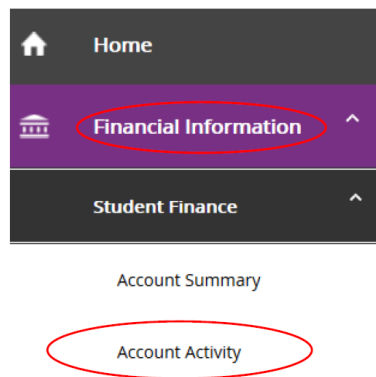 Home
Financial Information
Student Finance
Account Summary
Account Activity